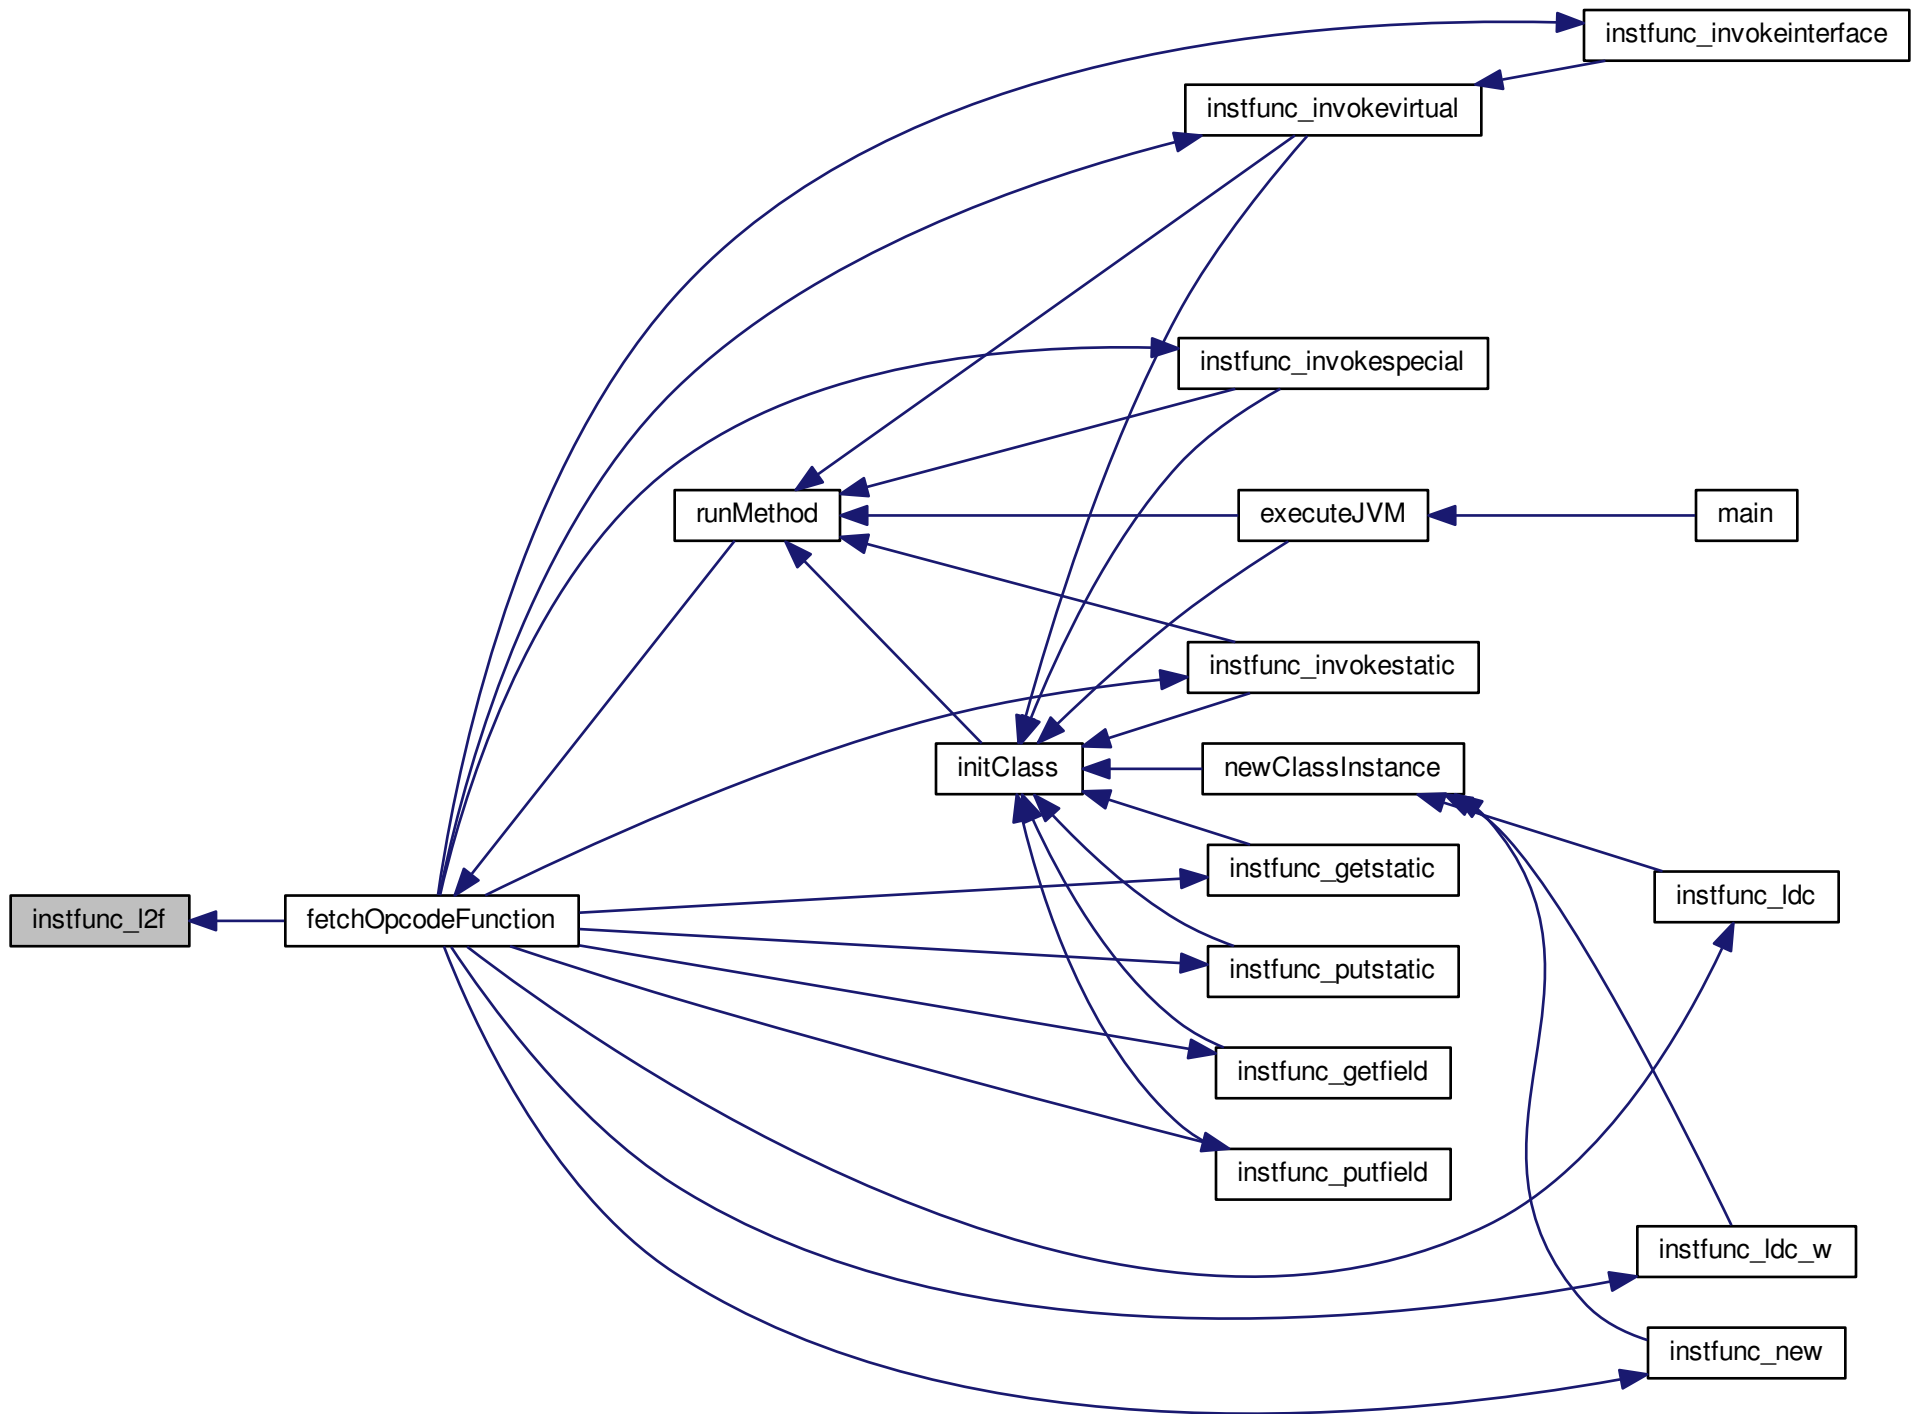 instfunc_invokeinterface
instfunc_invokevirtual
instfunc_invokespecial
runMethod
executeJVM
main
instfunc_invokestatic
initClass
newClassInstance
instfunc_getstatic
instfunc_ldc
instfunc_l2f
fetchOpcodeFunction
instfunc_putstatic
instfunc_getfield
instfunc_putfield
instfunc_ldc_w
instfunc_new